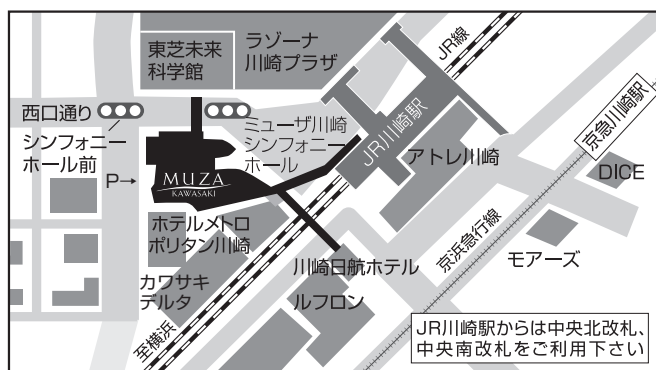 東芝未来
科学館
ラゾーナ
川崎プラザ
JR線
西口通り
シンフォニー
ホール前
ミューザ川崎
シンフォニー
ホール
JR川崎駅
京急川崎駅
アトレ川崎
DICE
P→
MUZA
KAWASAKI
ホテルメトロ
ポリタン川崎
京浜急行線
モアーズ
川崎日航ホテル
カワサキ
デルタ
ルフロン
至横浜
JR川崎駅からは中央北改札、
中央南改札をご利用下さい